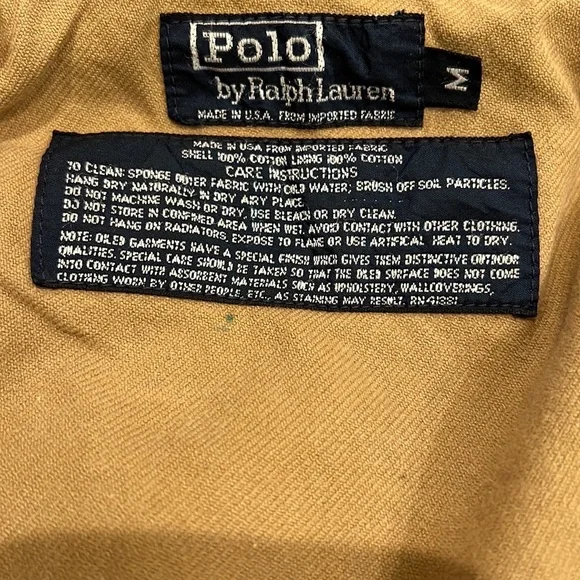 Polo
by Ralph Lauren
MADE IN U.S.A. FROM IMPORTED FABRIC
M
MADE IN USA FROM IMPORTED FABRIC
SHELL 100% COTTON LINING 100% COTTON
CARE INSTRUCTIONS
TO CLEAN: SPONGE OUTER FABRIC WITH COLD WATER; BRUSH OFF SOIL PARTICLES.
HANG DRY NATURALLY IN DRY AIRY PLACE.
DO NOT MACHINE WASH OR DRY, USE BLEACH OR DRY CLEAN.
DO NOT STORE IN CONFINED AREA WHEN WET. AVOID CONTACT WITH OTHER CLOTHING.
DO NOT HANG ON RADIATORS, EXPOSE TO FLAME OR USE ARTIFICAL HEAT TO DRY.
NOTE: OILED GARMENTS HAVE A SPECIAL FINISH WHICH GIVES THEM DISTINCTIVE OUTDOOR
QUALITIES. SPECIAL CARE SHOULD BE TAKEN SO THAT THE OILED SURFACE DOES NOT COME
INTO CONTACT WITH ABSORBENT MATERIALS SUCH AS UPHOLSTERY, WALLCOVERINGS,
CLOTHING WORN BY OTHER PEOPLE, ETC., AS STAINING MAY RESULT. RN41381